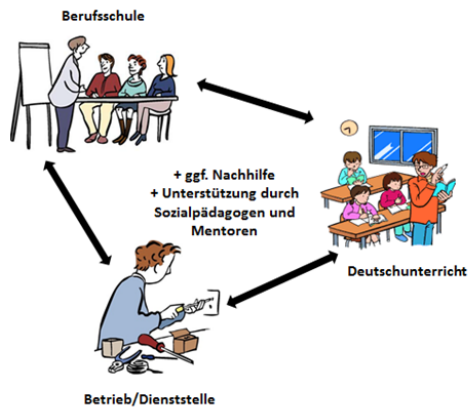 Berufsschule
+ ggf. Nachhilfe
+ Unterstützung durch
Sozialpädagogen und
Mentoren
Deutschunterricht
Betrieb/Dienststelle